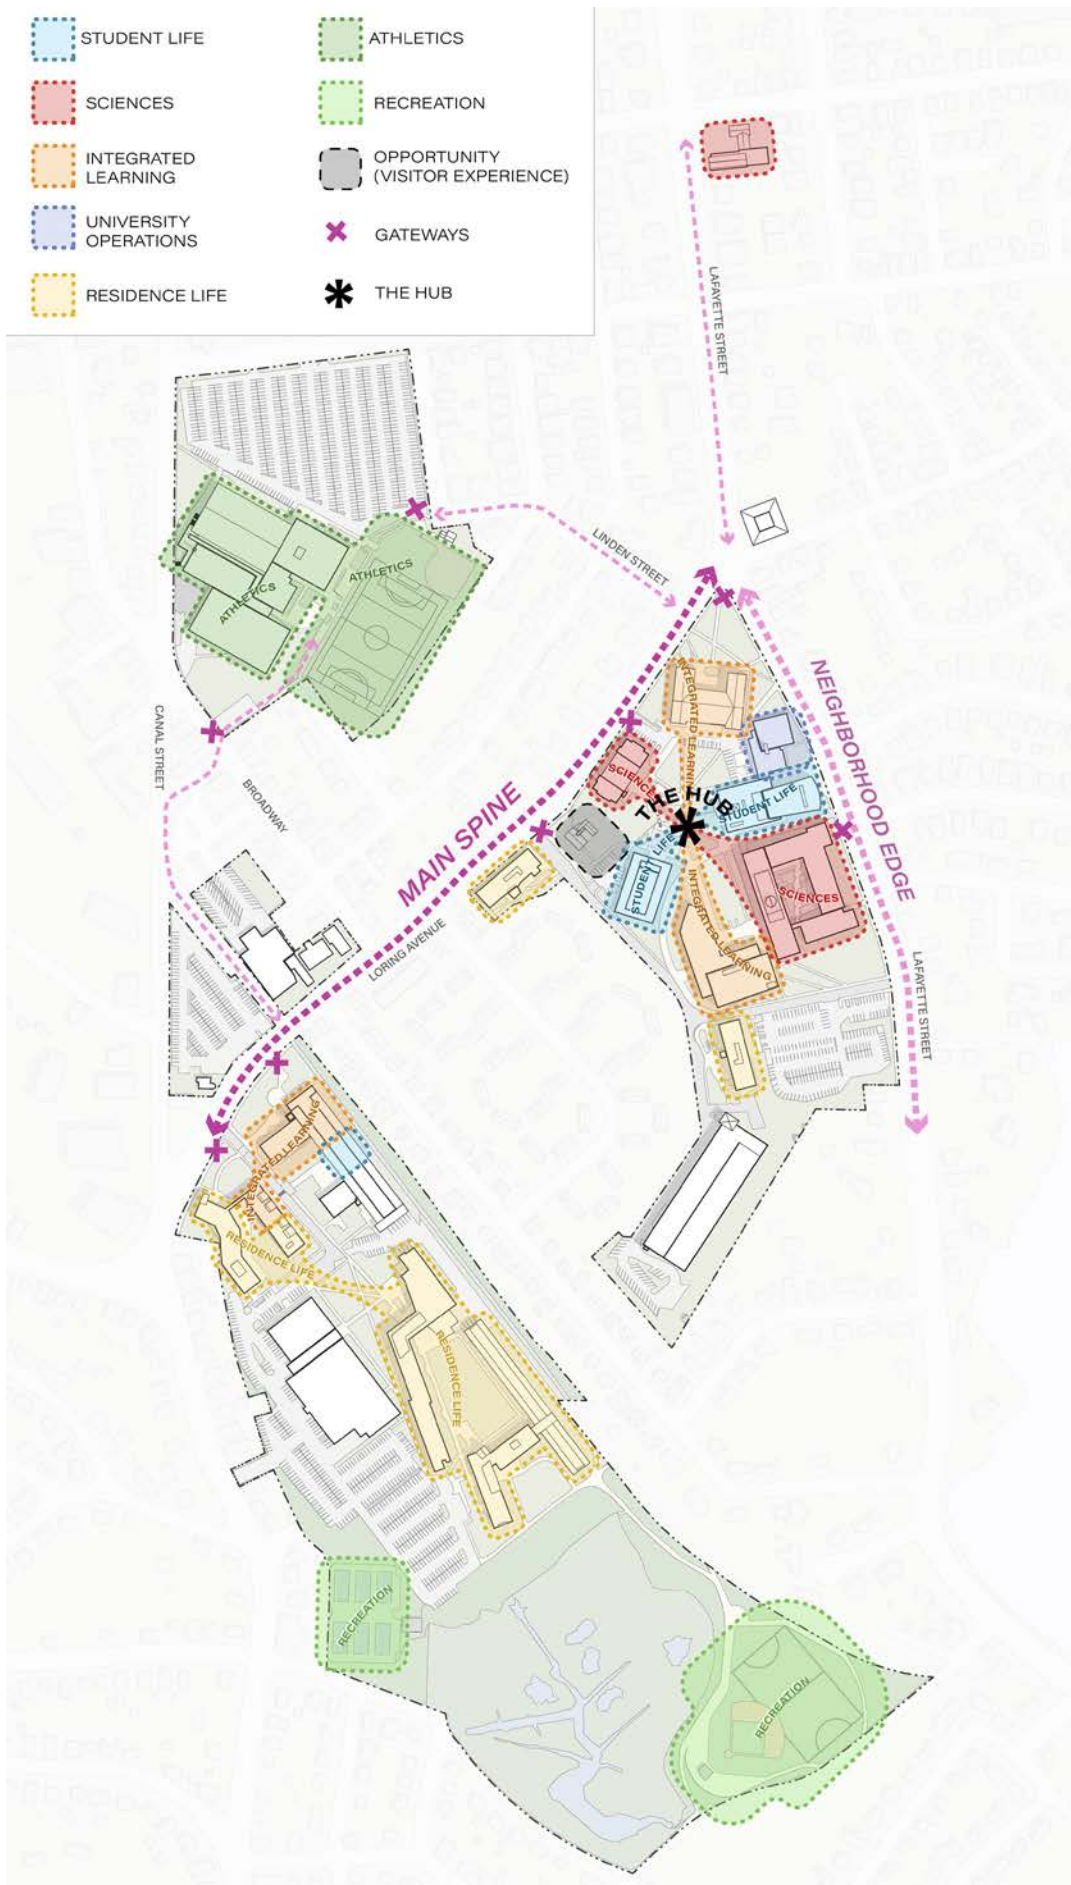 STUDENT LIFE
ATHLETICS
SCIENCES
RECREATION
INTEGRATED
LEARNING
OPPORTUNITY
(VISITOR EXPERIENCE)
UNIVERSITY
OPERATIONS
GATEWAYS
RESIDENCE LIFE
THE HUB
LAFAYETTE STREET
LINDEN STREET
ATHLETICS
ATHLETICS
CANAL STREET
BROADWAY
MAIN SPINE
LORING AVENUE
NEIGHBORHOOD EDGE
LAFAYETTE STREET
INTEGRATED LEARNING
SCIENCES
THE HUB
STUDENT LIFE
STUDENT LIFE
SCIENCES
INTEGRATED LEARNING
INTEGRATED LEARNING
RESIDENCE LIFE
RESIDENCE LIFE
RECREATION
RECREATION